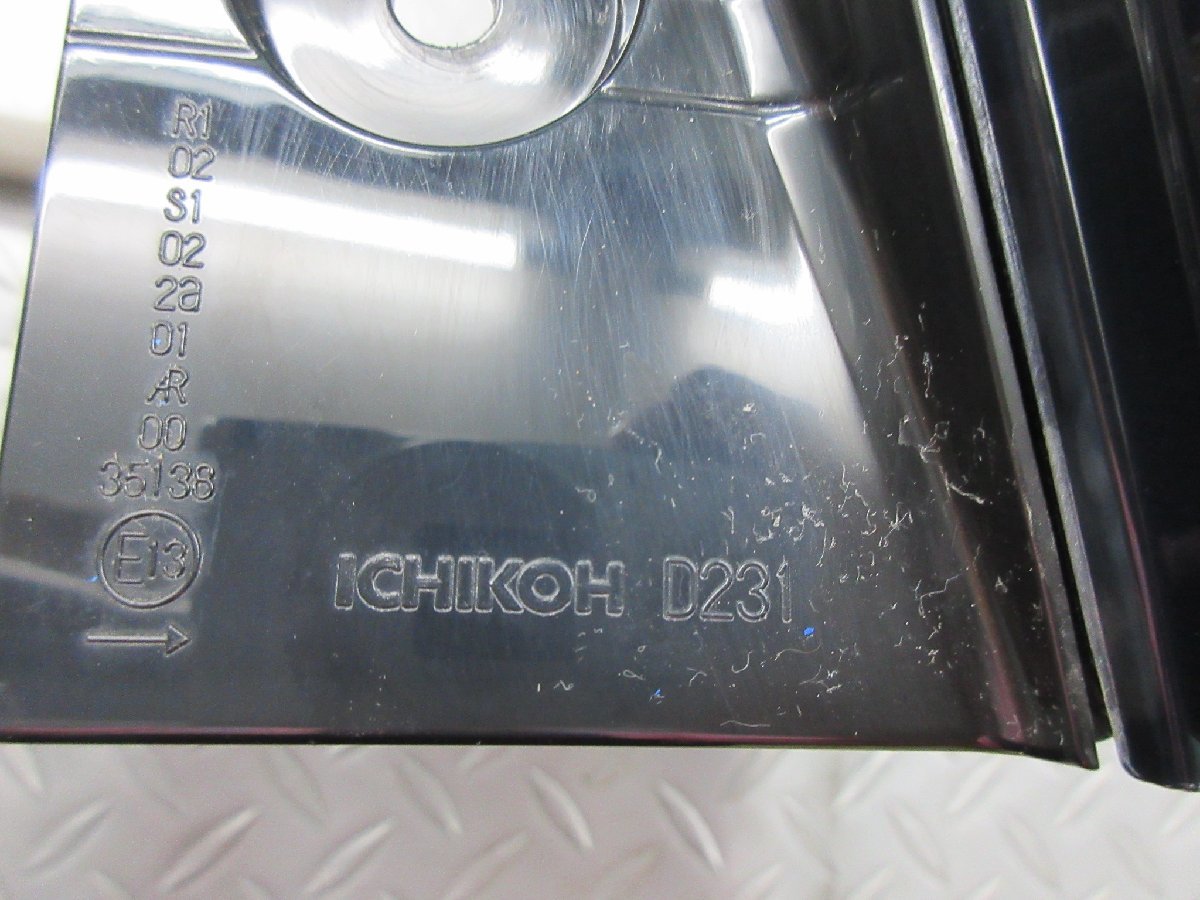 R1
02
S1
02
2a
01
AR
00
35138
E13
→
ICHIKOH D231